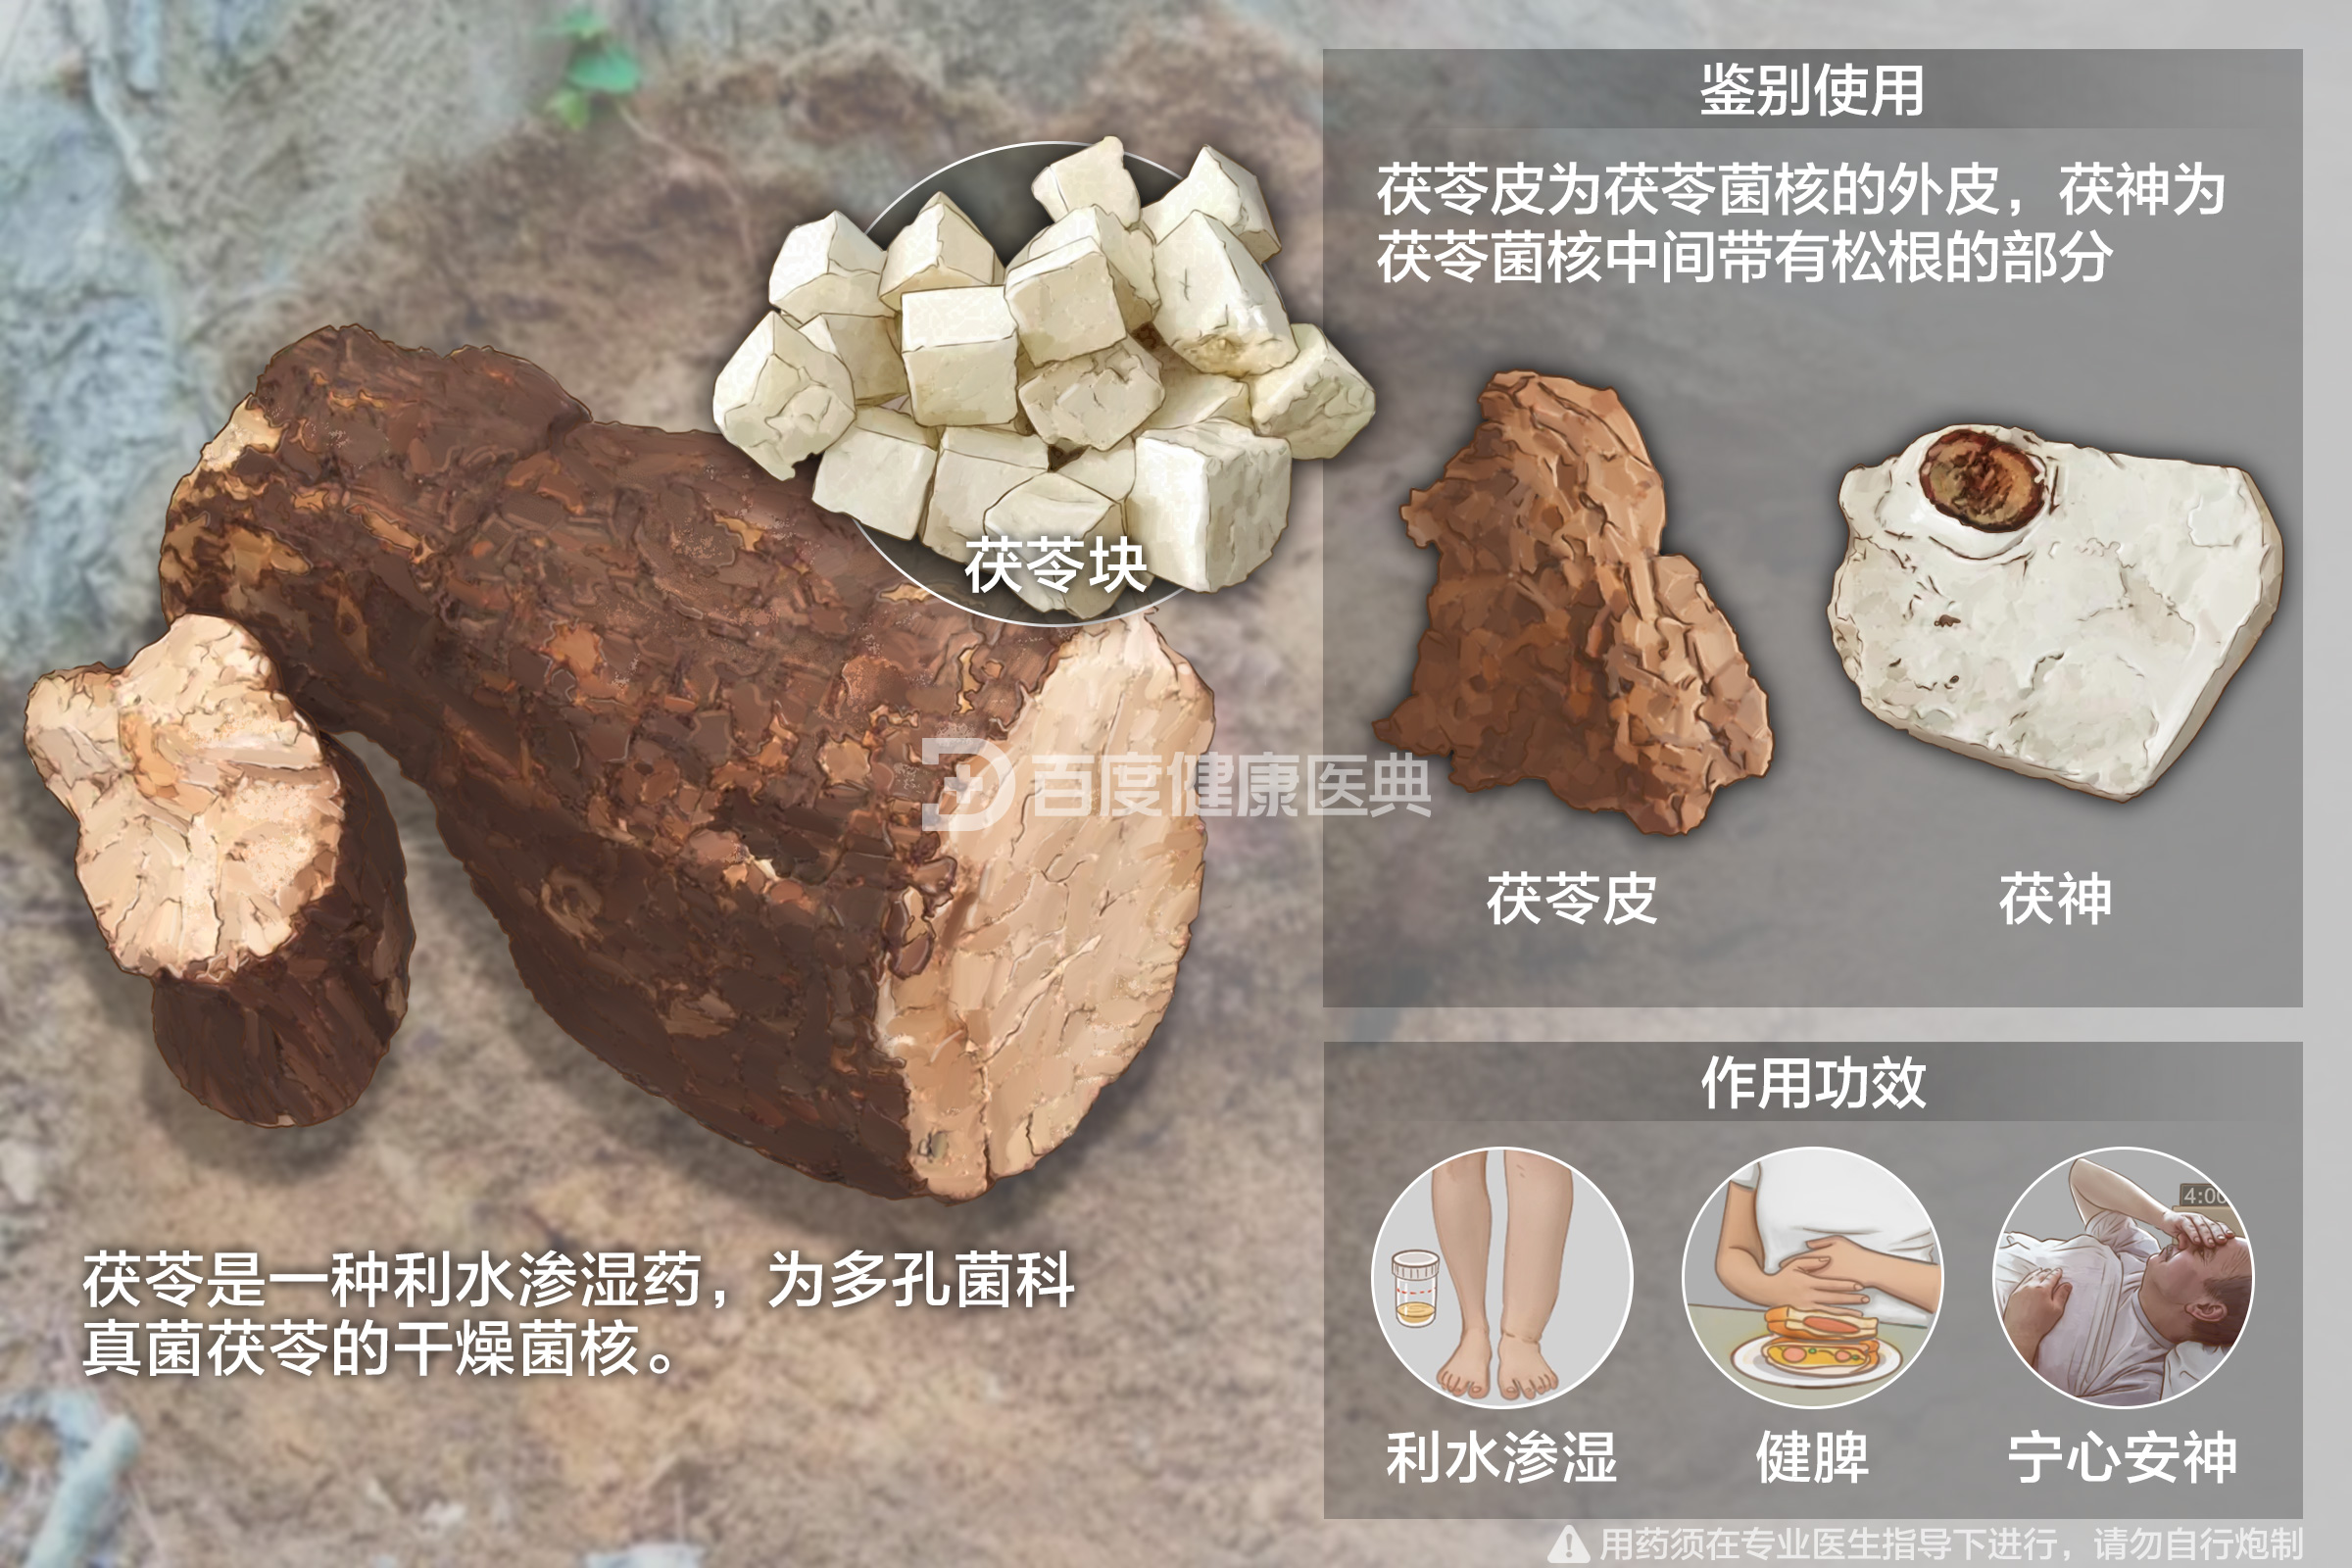 鉴别使用
茯苓皮为茯苓菌核的外皮，茯神为
茯苓菌核中间带有松根的部分
茯苓块
百度健康医典
茯苓皮
茯神
茯苓是一种利水渗湿药，为多孔菌科
真菌茯苓的干燥菌核。
作用功效
4:00
利水渗湿
健脾
宁心安神
用药须在专业医生指导下进行，请勿自行炮制